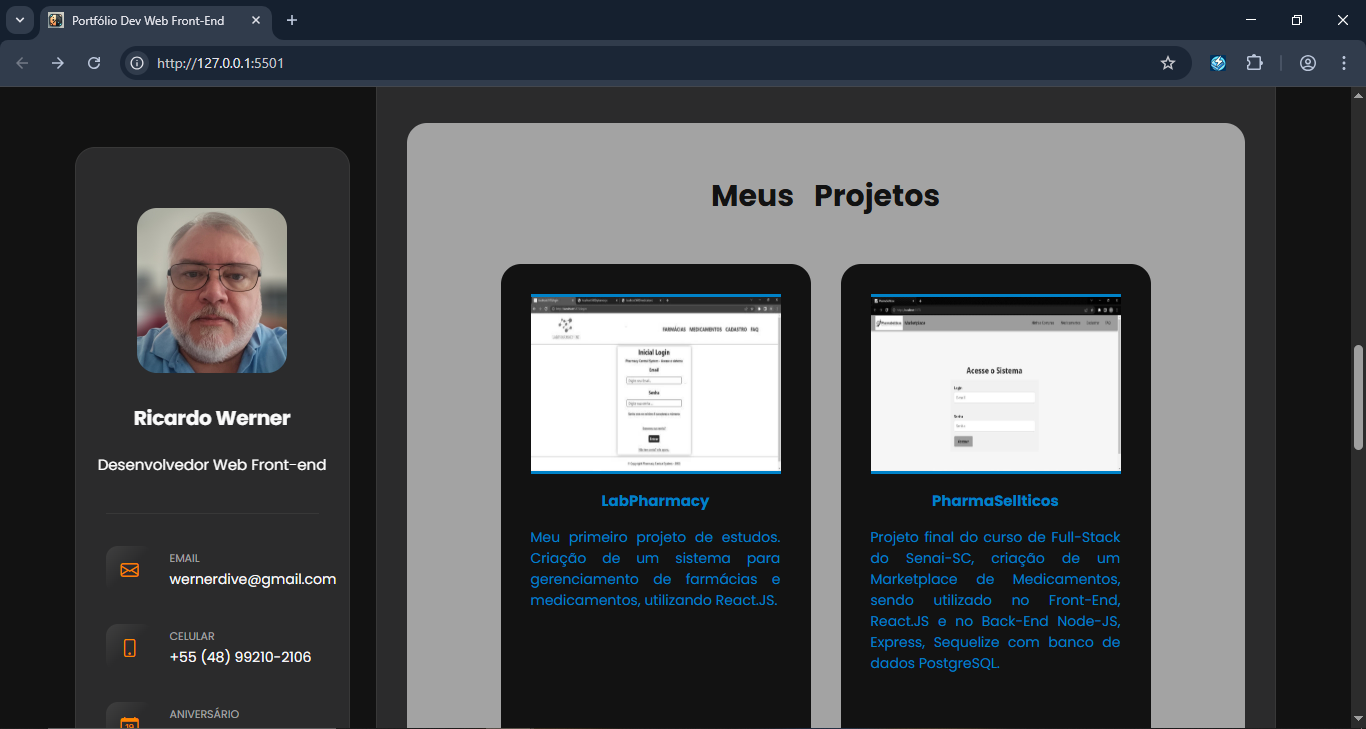 Portfólio Dev Web Front-End
http://127.0.0.1:5501
Ricardo Werner
Desenvolvedor Web Front-end
EMAIL
wernerdive@gmail.com
CELULAR
+55 (48) 99210-2106
ANIVERSÁRIO
Meus Projetos
FARMÁCIAS MEDICAMENTOS CADASTRO FAQ
Inicial Login
Email
Senha
LabPharmacy
Meu primeiro projeto de estudos.
Criação de um sistema para
gerenciamento de farmácias e
medicamentos, utilizando React.JS.
Acesse o Sistema
Login
PharmaSellticos
Projeto final do curso de Full-Stack
do Senai-SC, criação de um
Marketplace de Medicamentos,
sendo utilizado no Front-End,
React.JS e no Back-End Node-JS,
Express, Sequelize com banco de
dados PostgreSQL.